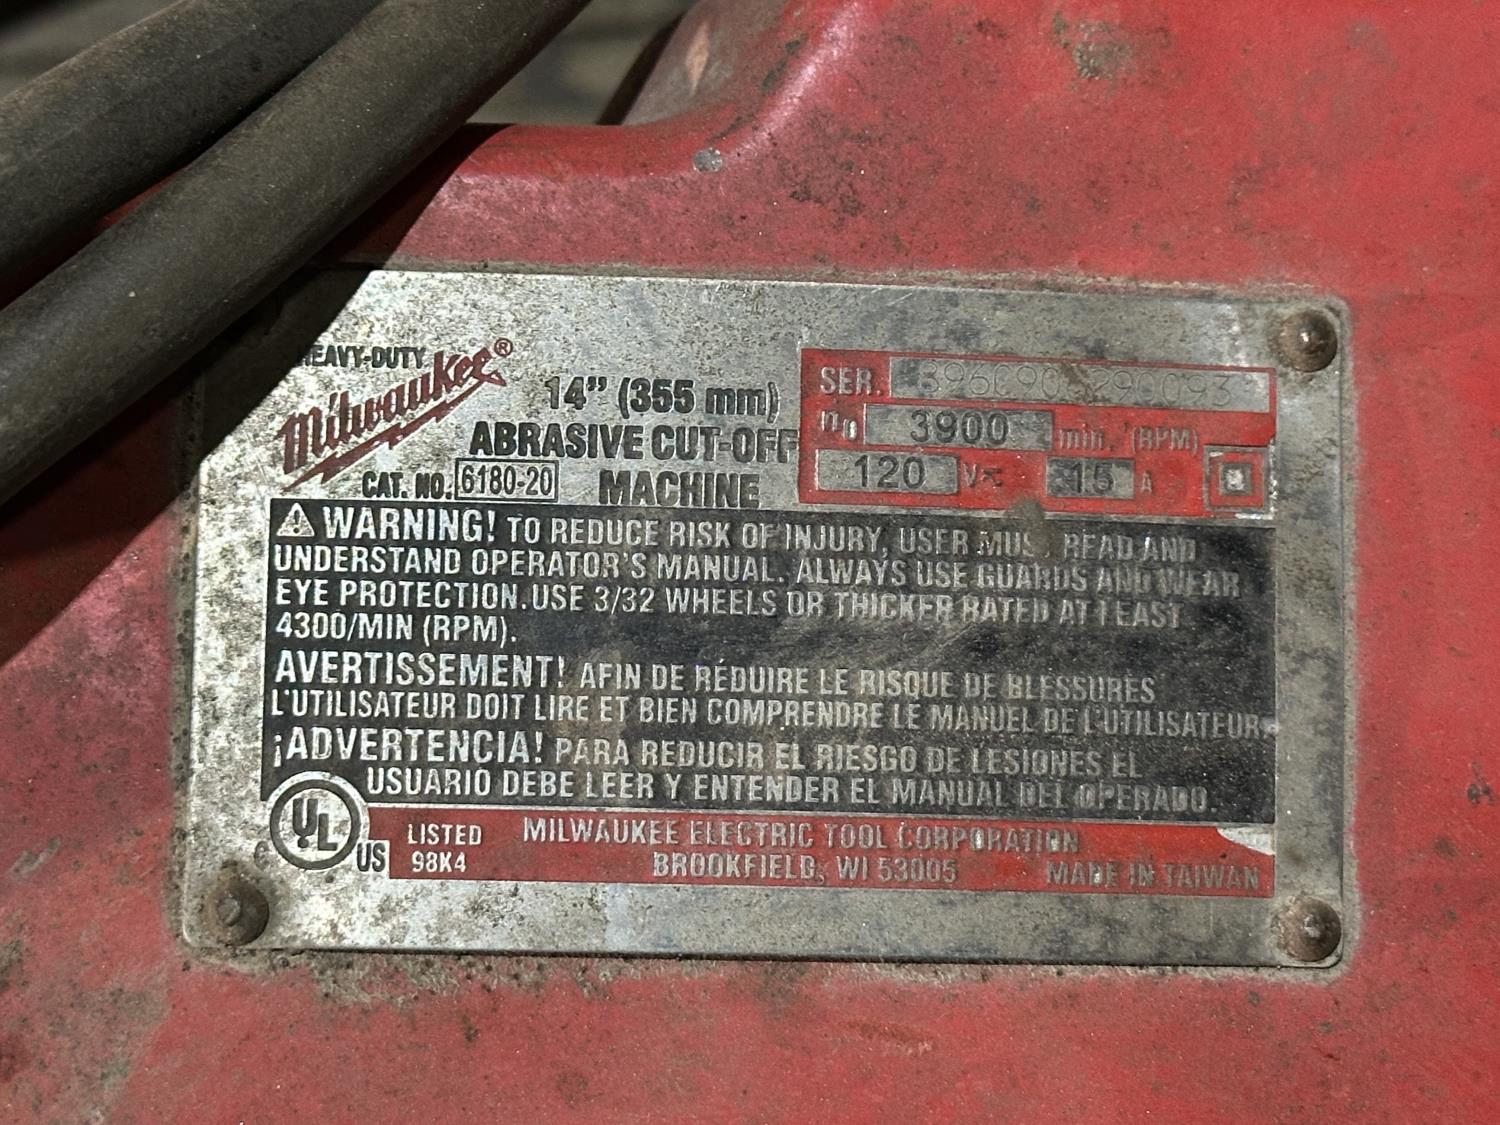 HEAVY-DUTY
Milwaukee®
14" (355 mm)
ABRASIVE CUT-OFF
MACHINE
CAT. NO. 6180-20
SER.
n0 3900 min. (RPM)
120 V 15 A
WARNING! TO REDUCE RISK OF INJURY, USER MUST READ AND
UNDERSTAND OPERATOR'S MANUAL. ALWAYS USE GUARDS AND WEAR
EYE PROTECTION. USE 3/32 WHEELS OR THICKER RATED AT LEAST
4300/MIN (RPM).
AVERTISSEMENT! AFIN DE RÉDUIRE LE RISQUE DE BLESSURES
L'UTILISATEUR DOIT LIRE ET BIEN COMPRENDRE LE MANUEL DE L'UTILISATEUR.
¡ADVERTENCIA! PARA REDUCIR EL RIESGO DE LESIONES EL
USUARIO DEBE LEER Y ENTENDER EL MANUAL DEL OPERADO.
UL US
LISTED
98K4
MILWAUKEE ELECTRIC TOOL CORPORATION
BROOKFIELD, WI 53005
MADE IN TAIWAN